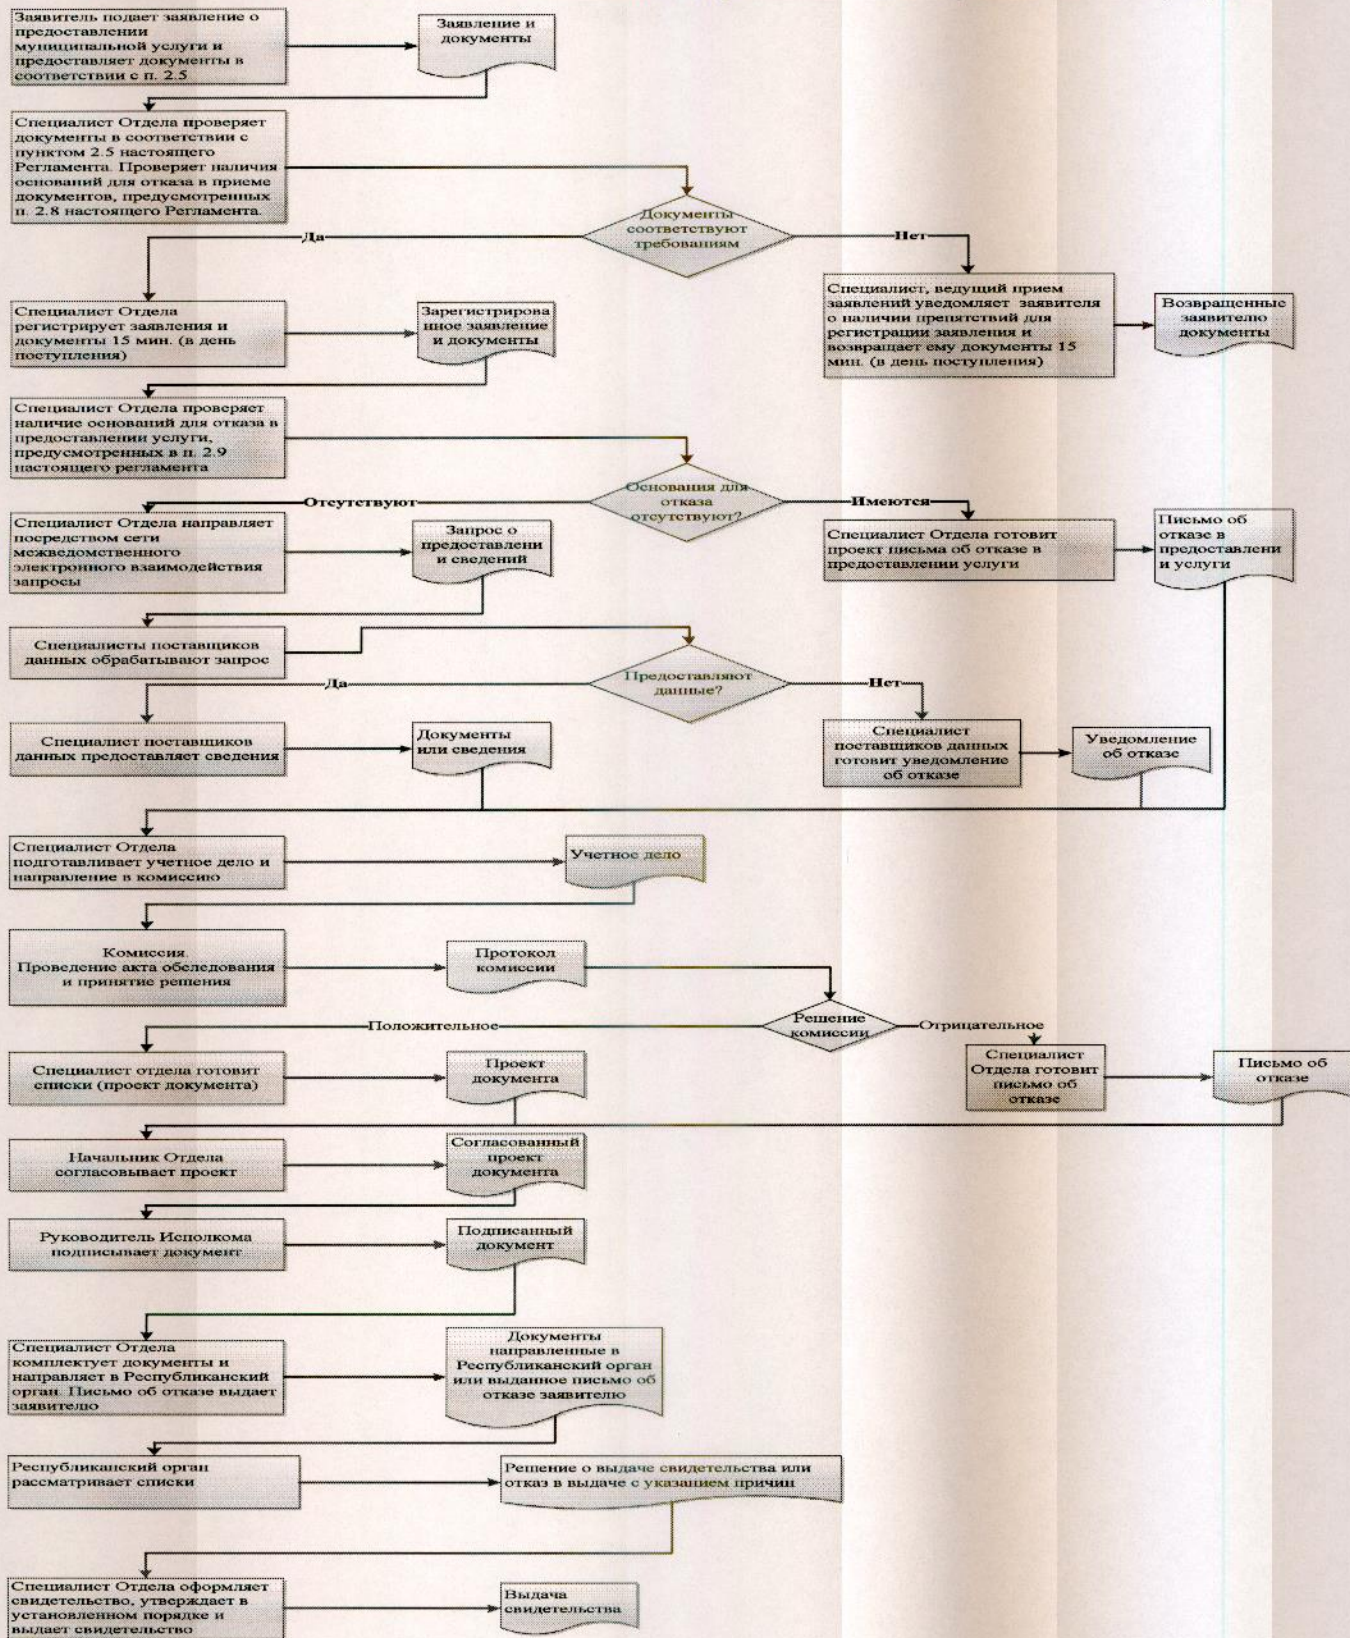 Заявитель подает заявление о
предоставлении
муниципальной услуги и
предоставляет документы в
соответствии с п. 2.5
Заявление и
документы
Специалист Отдела проверяет
документы в соответствии с
пунктом 2.5 настоящего
Регламента. Проверяет наличия
оснований для отказа в приеме
документов, предусмотренных
п. 2.8 настоящего Регламента.
Документы
соответствуют
требованиям
Да
Нет
Специалист Отдела
регистрирует заявления и
документы 15 мин. (в день
поступления)
Зарегистрирова
нное заявление
и документы
Специалист, ведущий прием
заявлений уведомляет заявителя
о наличии препятствий для
регистрации заявления и
возвращает ему документы 15
мин. (в день поступления)
Возвращенные
заявителю
документы
Специалист Отдела проверяет
наличие оснований для отказа в
предоставлении услуги,
предусмотренных в п. 2.9
настоящего регламента
Основания для
отказа
отсутствуют?
Отсутствуют
Имеются
Специалист Отдела направляет
посредством сети
межведомственного
электронного взаимодействия
запросы
Запрос о
предоставлени
и сведений
Специалист Отдела готовит
проект письма об отказе в
предоставлении услуги
Письмо об
отказе в
предоставлени
и услуги
Специалисты поставщиков
данных обрабатывают запрос
Предоставляют
данные?
Да
Нет
Специалист поставщиков
данных предоставляет сведения
Документы
или сведения
Специалист
поставщиков данных
готовит уведомление
об отказе
Уведомление
об отказе
Специалист Отдела
подготавливает учетное дело и
направление в комиссию
Учетное дело
Комиссия.
Проведение акта обследования
и принятие решения
Протокол
комиссии
Решение
комиссии
Положительное
Отрицательное
Специалист отдела готовит
списки (проект документа)
Проект
документа
Специалист
Отдела готовит
письмо об
отказе
Письмо об
отказе
Начальник Отдела
согласовывает проект
Согласованный
проект
документа
Руководитель Исполкома
подписывает документ
Подписанный
документ
Специалист Отдела
комплектует документы и
направляет в Республиканский
орган. Письмо об отказе выдает
заявителю
Документы
направленные в
Республиканский орган
или выданное письмо об
отказе заявителю
Республиканский орган
рассматривает списки
Решение о выдаче свидетельства или
отказ в выдаче с указанием причин
Специалист Отдела оформляет
свидетельство, утверждает в
установленном порядке и
выдает свидетельство
Выдача
свидетельства